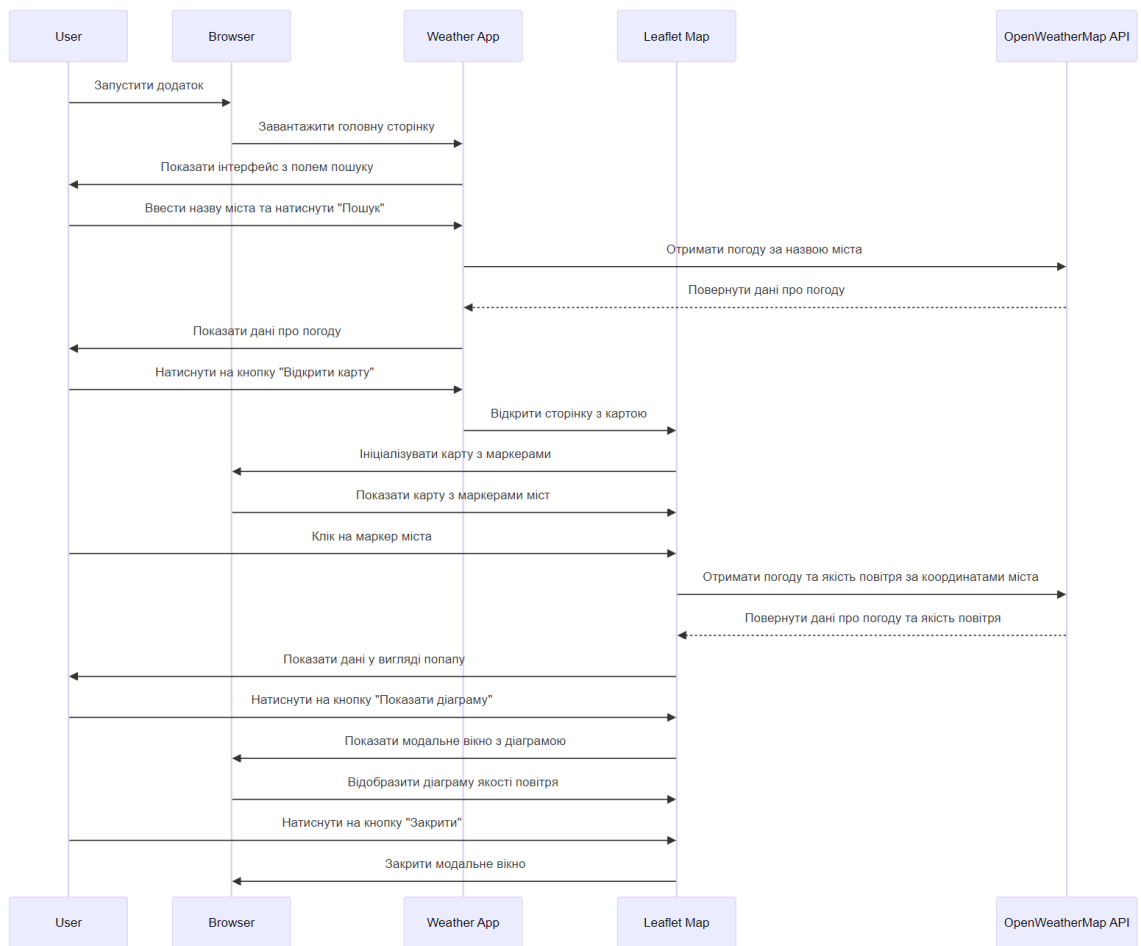 User
Browser
Weather App
Leaflet Map
OpenWeatherMap API
Запустити додаток
Завантажити головну сторінку
Показати інтерфейс з полем пошуку
Ввести назву міста та натиснути "Пошук"
Отримати погоду за назвою міста
Повернути дані про погоду
Показати дані про погоду
Натиснути на кнопку "Відкрити карту"
Відкрити сторінку з картою
Ініціалізувати карту з маркерами
Показати карту з маркерами міст
Клік на маркер міста
Отримати погоду та якість повітря за координатами міста
Повернути дані про погоду та якість повітря
Показати дані у вигляді попапу
Натиснути на кнопку "Показати діаграму"
Показати модальне вікно з діаграмою
Відобразити діаграму якості повітря
Натиснути на кнопку "Закрити"
Закрити модальне вікно
User
Browser
Weather App
Leaflet Map
OpenWeatherMap API